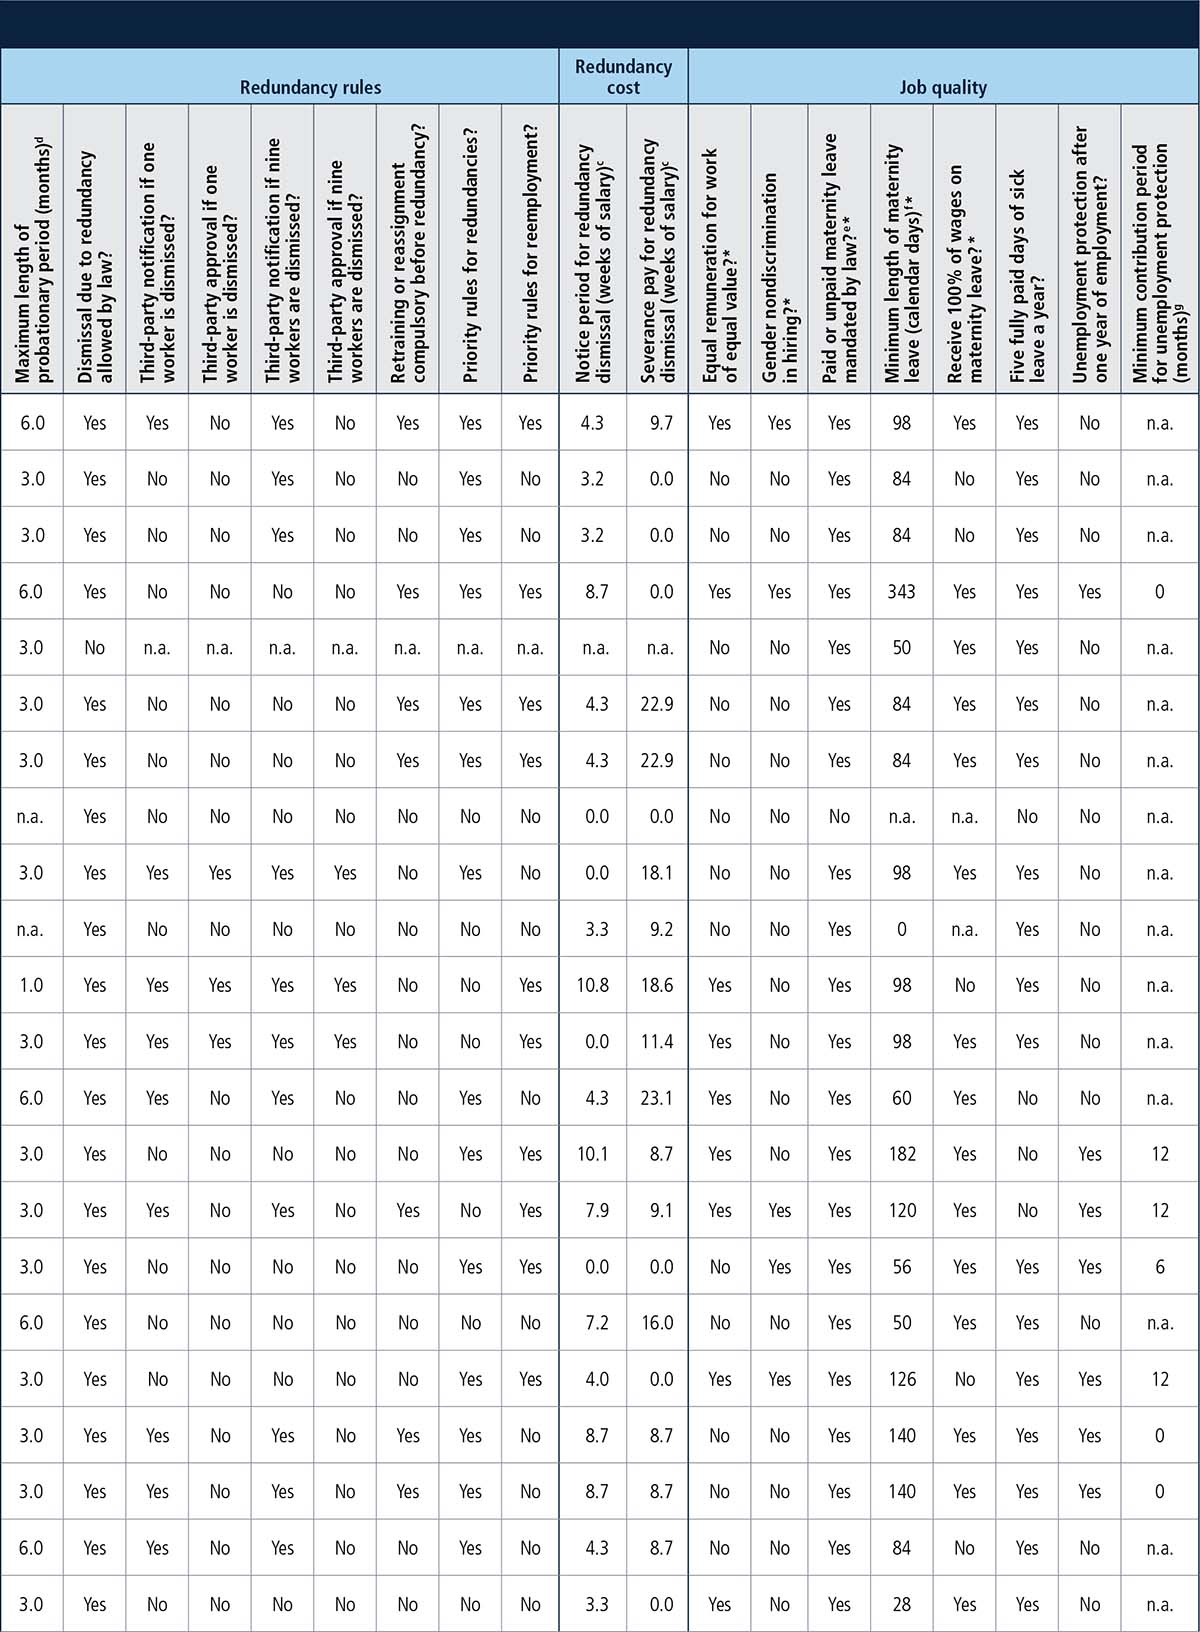 Redundancy rules
Redundancy
cost
Job quality
Maximum length of
probationary period (months)d
Dismissal due to redundancy
allowed by law?
Third-party notification if one
worker is dismissed?
Third-party approval if one
worker is dismissed?
Third-party notification if nine
workers are dismissed?
Third-party approval if nine
workers are dismissed?
Retraining or reassignment
compulsory before redundancy?
Priority rules for redundancies?
Priority rules for reemployment?
Notice period for redundancy
dismissal (weeks of salary)c
Severance pay for redundancy
dismissal (weeks of salary)c
Equal remuneration for work
of equal value?*
Gender nondiscrimination
in hiring?*
Paid or unpaid maternity leave
mandated by law?e*
Minimum length of maternity
leave (calendar days)f*
Receive 100% of wages on
maternity leave?*
Five fully paid days of sick
leave a year?
Unemployment protection after
one year of employment?
Minimum contribution period
for unemployment protection
(months)g
6.0 Yes Yes No Yes No Yes Yes Yes 4.3 9.7 Yes Yes Yes 98 Yes Yes No n.a.
3.0 Yes No No Yes No No Yes No 3.2 0.0 No No Yes 84 No Yes No n.a.
3.0 Yes No No Yes No No Yes No 3.2 0.0 No No Yes 84 No Yes No n.a.
6.0 Yes No No No No Yes Yes Yes 8.7 0.0 Yes Yes Yes 343 Yes Yes Yes 0
3.0 No n.a. n.a. n.a. n.a. n.a. n.a. n.a. n.a. n.a. No No Yes 50 Yes Yes No n.a.
3.0 Yes No No No No Yes Yes Yes 4.3 22.9 No No Yes 84 Yes Yes No n.a.
3.0 Yes No No No No Yes Yes Yes 4.3 22.9 No No Yes 84 Yes Yes No n.a.
n.a. Yes No No No No No No No 0.0 0.0 No No No n.a. n.a. No No n.a.
3.0 Yes Yes Yes Yes Yes No Yes No 0.0 18.1 No No Yes 98 Yes Yes No n.a.
n.a. Yes No No No No No No No 3.3 9.2 No No Yes 0 n.a. Yes No n.a.
1.0 Yes Yes Yes Yes Yes No No Yes 10.8 18.6 Yes No Yes 98 No Yes No n.a.
3.0 Yes Yes Yes Yes Yes No No Yes 0.0 11.4 Yes No Yes 98 Yes Yes No n.a.
6.0 Yes Yes No Yes No No Yes No 4.3 23.1 Yes No Yes 60 Yes No No n.a.
3.0 Yes No No No No No Yes Yes 10.1 8.7 Yes No Yes 182 Yes No Yes 12
3.0 Yes Yes No Yes No Yes No Yes 7.9 9.1 Yes Yes Yes 120 Yes No Yes 12
3.0 Yes No No No No No Yes Yes 0.0 0.0 No Yes Yes 56 Yes Yes Yes 6
6.0 Yes No No No No No No No 7.2 16.0 No No Yes 50 Yes Yes No n.a.
3.0 Yes No No No No No Yes Yes 4.0 0.0 Yes Yes Yes 126 No Yes Yes 12
3.0 Yes Yes No Yes No Yes Yes No 8.7 8.7 No No Yes 140 Yes Yes Yes 0
3.0 Yes Yes No Yes No Yes Yes No 8.7 8.7 No No Yes 140 Yes Yes Yes 0
6.0 Yes Yes No Yes No No Yes No 4.3 8.7 No No Yes 84 No Yes No n.a.
3.0 Yes No No No No No No No 3.3 0.0 Yes No Yes 28 Yes Yes No n.a.